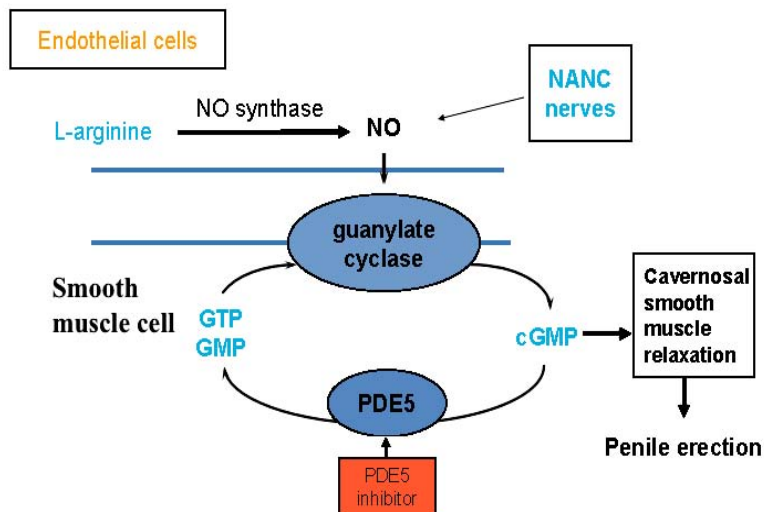 Endothelial cells
NANC
nerves
NO synthase
L-arginine
NO
guanylate
cyclase
Smooth
muscle cell
GTP
GMP
cGMP
Cavernosal
smooth
muscle
relaxation
PDE5
Penile erection
PDE5
inhibitor